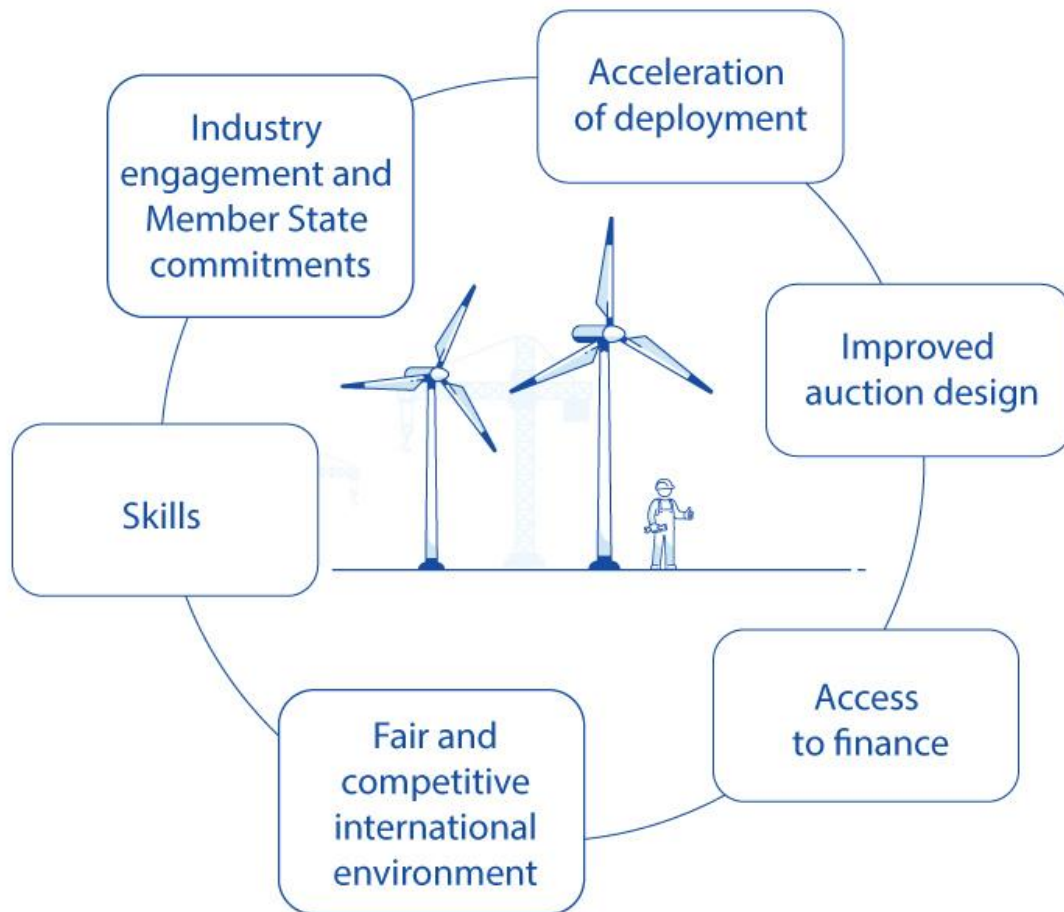 Acceleration
of deployment
Improved
auction design
Access
to finance
Fair and
competitive
international
environment
Skills
Industry
engagement and
Member State
commitments